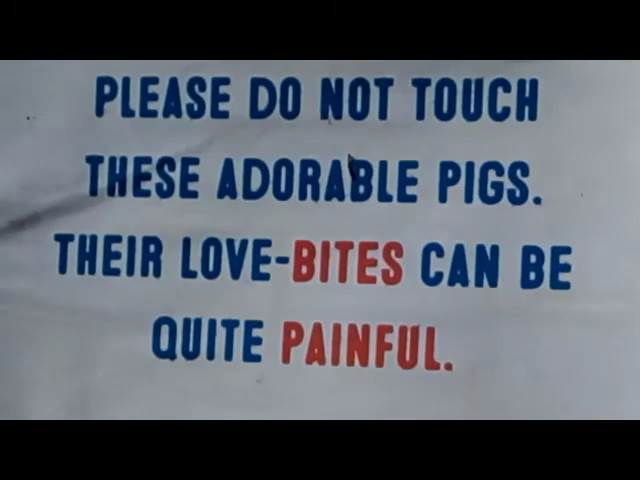 PLEASE DO NOT TOUCH
THESE ADORABLE PIGS.
THEIR LOVE-BITES CAN BE
QUITE PAINFUL.